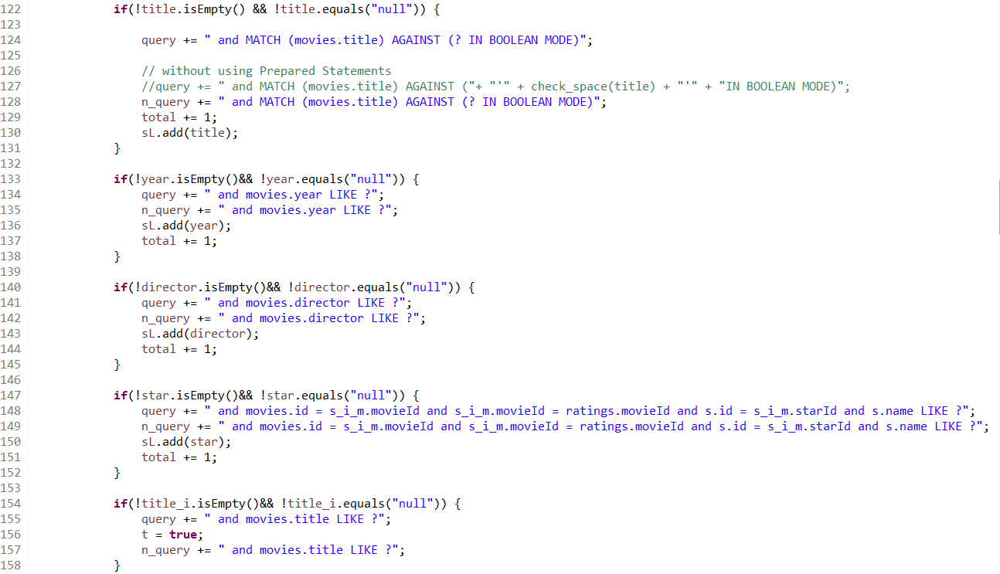 122 if(!title.isEmpty() && !title.equals("null")) {
123
124 query += " and MATCH (movies.title) AGAINST (? IN BOOLEAN MODE)";
125
126 // without using Prepared Statements
127 //query += " and MATCH (movies.title) AGAINST ("+ "'" + check_space(title) + "'" + "IN BOOLEAN MODE)";
128 n_query += " and MATCH (movies.title) AGAINST (? IN BOOLEAN MODE)";
129 total += 1;
130 sL.add(title);
131 }
132
133 if(!year.isEmpty()&& !year.equals("null")) {
134 query += " and movies.year LIKE ?";
135 n_query += " and movies.year LIKE ?";
136 sL.add(year);
137 total += 1;
138 }
139
140 if(!director.isEmpty()&& !director.equals("null")) {
141 query += " and movies.director LIKE ?";
142 n_query += " and movies.director LIKE ?";
143 sL.add(director);
144 total += 1;
145 }
146
147 if(!star.isEmpty()&& !star.equals("null")) {
148 query += " and movies.id = s_i_m.movieId and s_i_m.movieId = ratings.movieId and s.id = s_i_m.starId and s.name LIKE ?";
149 n_query += " and movies.id = s_i_m.movieId and s_i_m.movieId = ratings.movieId and s.id = s_i_m.starId and s.name LIKE ?";
150 sL.add(star);
151 total += 1;
152 }
153
154 if(!title_i.isEmpty()&& !title_i.equals("null")) {
155 query += " and movies.title LIKE ?";
156 t = true;
157 n_query += " and movies.title LIKE ?";
158 }